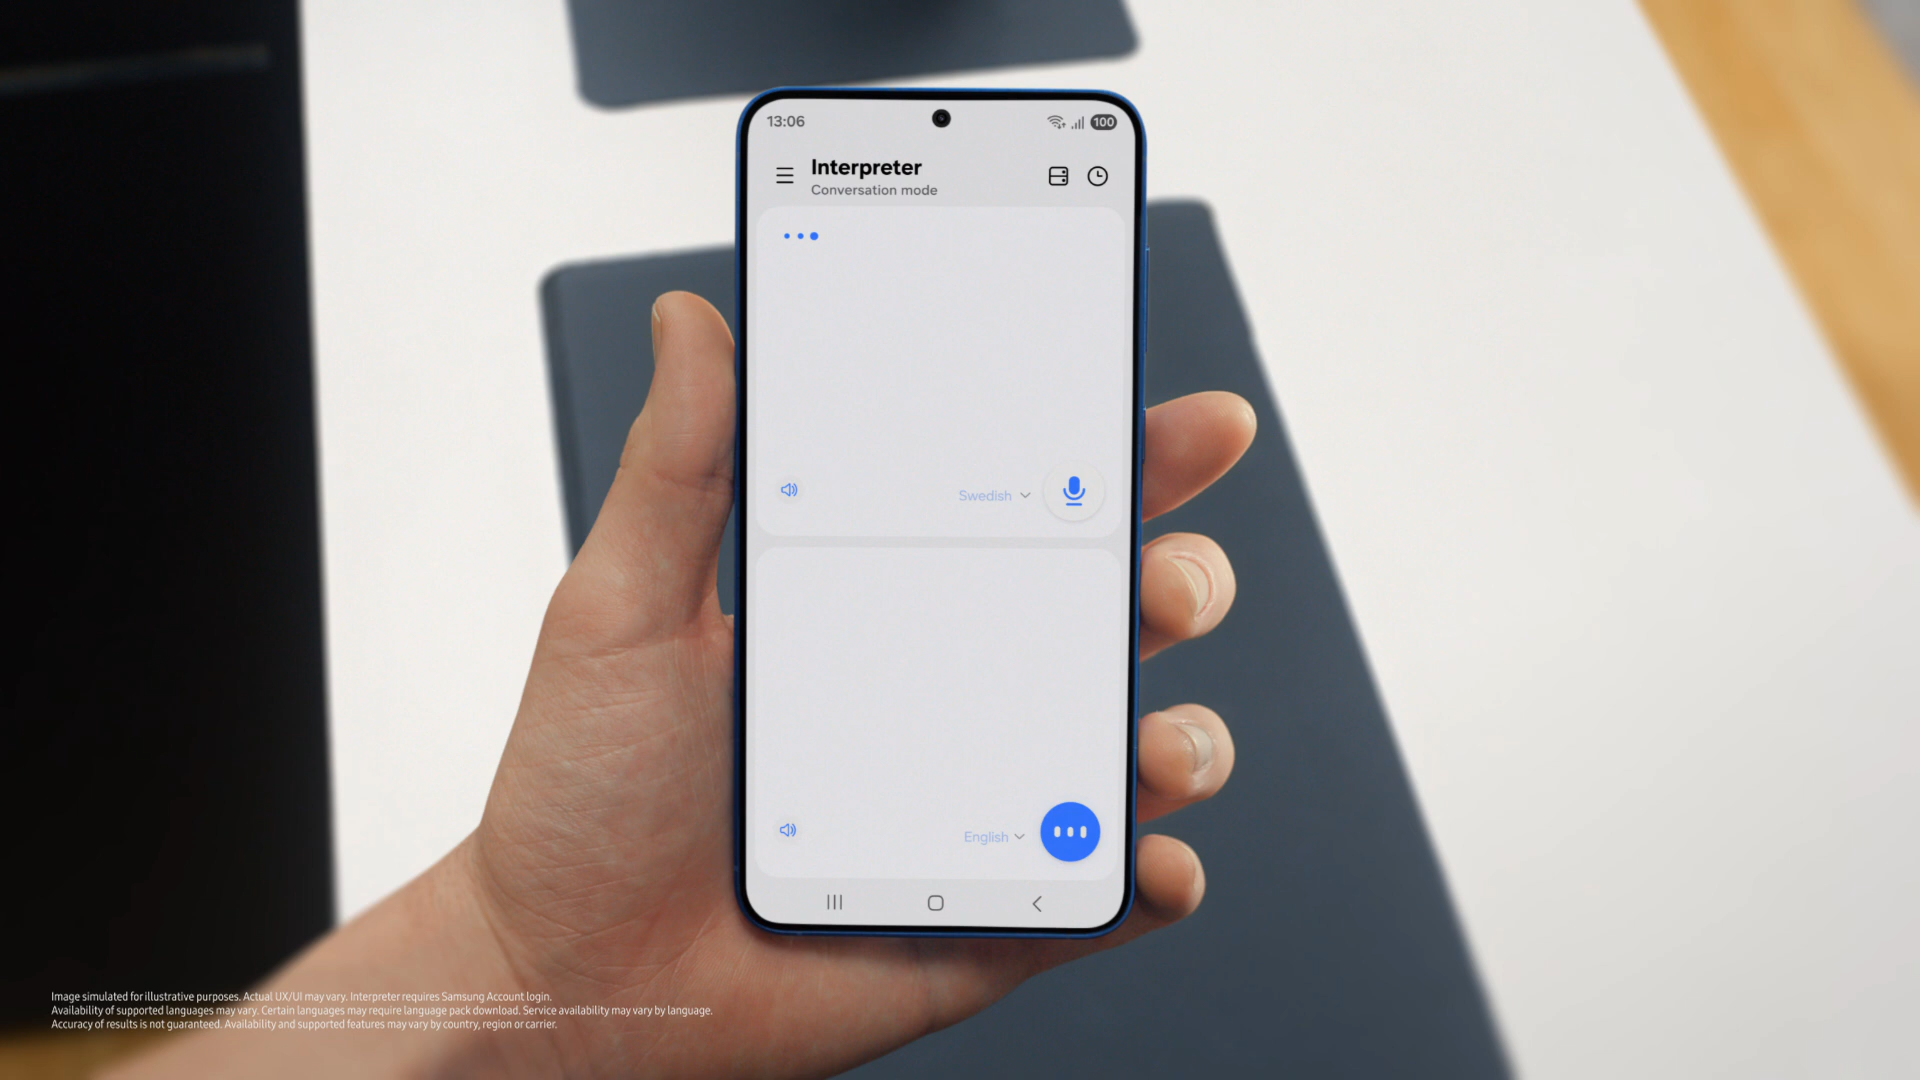 13:06
100
Interpreter
Conversation mode
Swedish
English
Image simulated for illustrative purposes. Actual UX/UI may vary. Interpreter requires Samsung Account login.
Availability of supported languages may vary. Certain languages may require language pack download. Service availability may vary by language.
Accuracy of results is not guaranteed. Availability and supported features may vary by country, region or carrier.